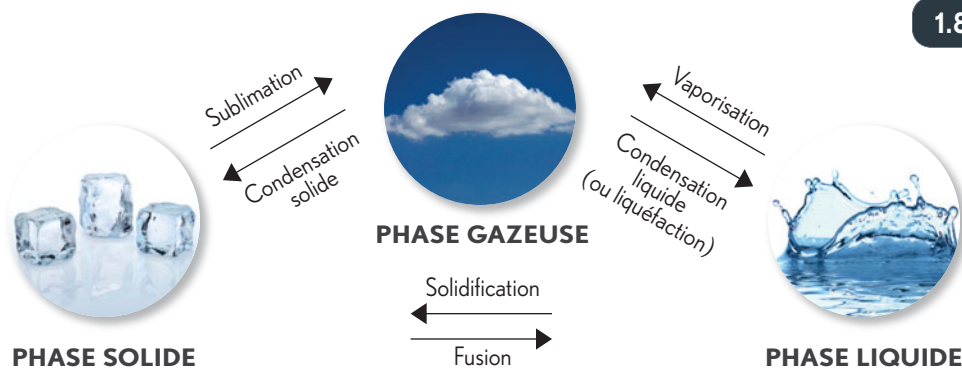 1.8
Sublimation
Condensation
solide
Vaporisation
Condensation
liquide
(ou liquéfaction)
PHASE GAZEUSE
Solidification
Fusion
PHASE SOLIDE
PHASE LIQUIDE